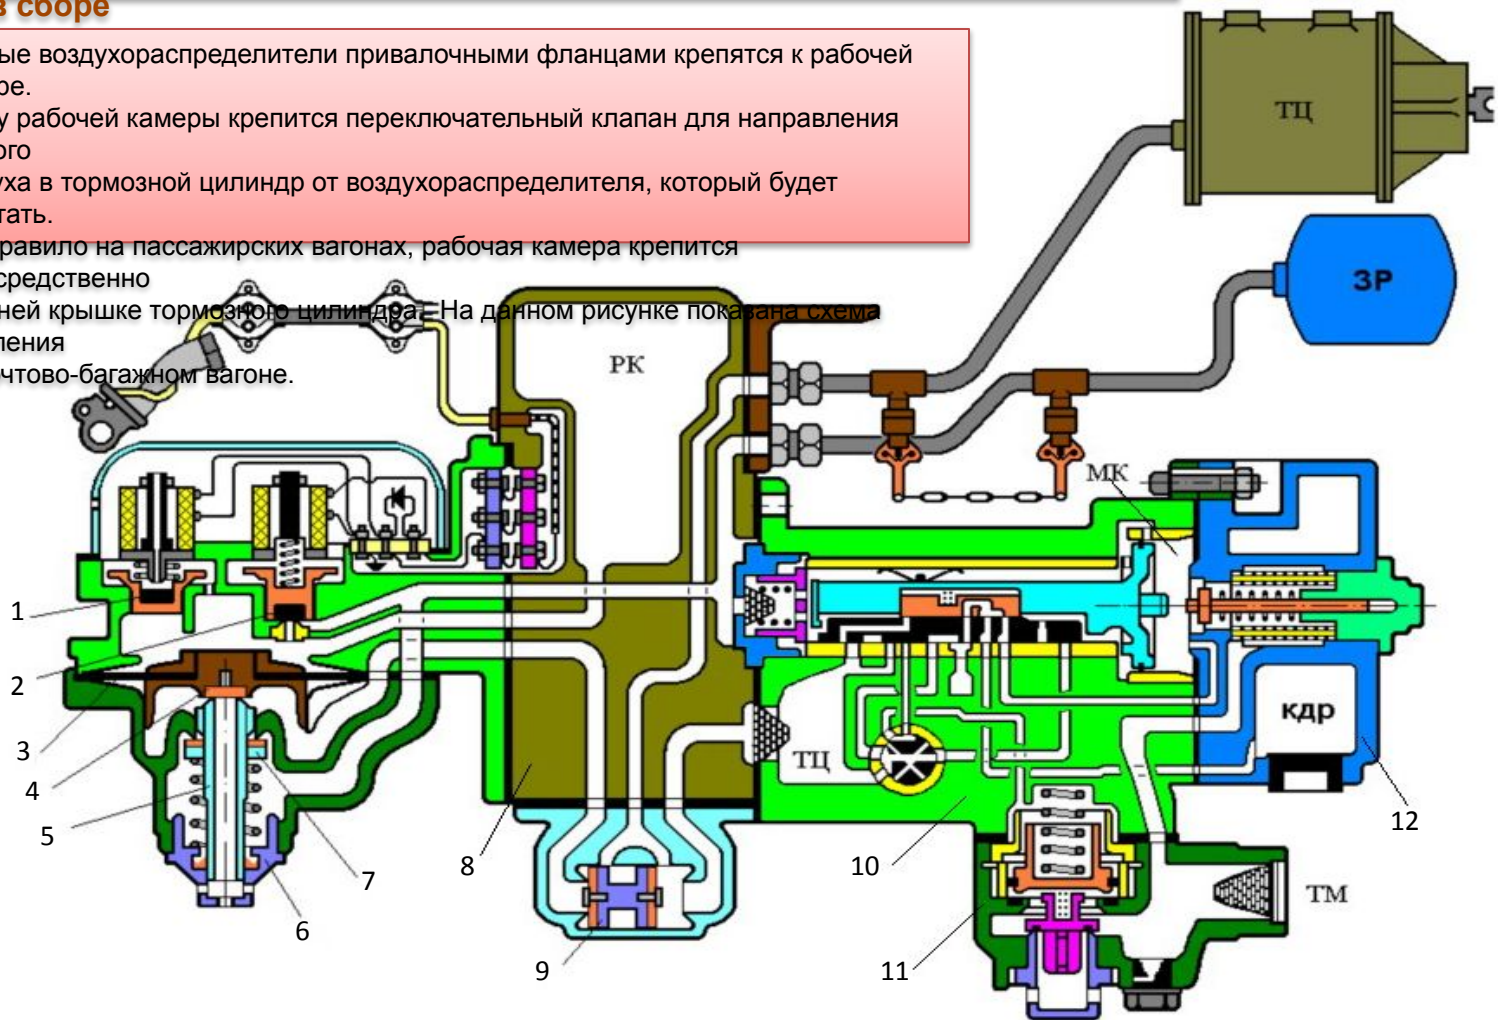 в сборе
ые воздухораспределители привалочными фланцами крепятся к рабочей
ре.
у рабочей камеры крепится переключательный клапан для направления
ого
уха в тормозной цилиндр от воздухораспределителя, который будет
тать.
равило на пассажирских вагонах, рабочая камера крепится
средственно
ней крышке тормозного цилиндра. На данном рисунке показана схема
ления
чтово-багажном вагоне.
ТЦ
ЗР
РК
МК
1
2
3
4
5
6
7
8
9
10
11
12
ТЦ
кдр
ТМ